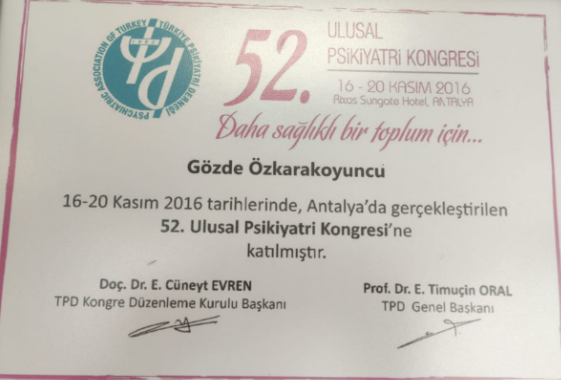 PSYCHIATRIC ASSOCIATION OF TURKEY
TÜRKİYE PSİKİYATRİ DERNEĞİ
52.
ULUSAL
PSİKİYATRİ KONGRESİ
16 - 20 KASIM 2016
Rixos Sungate Hotel, ANTALYA
Daha sağlıklı bir toplum için...
Gözde Özkarakoyuncu
16-20 Kasım 2016 tarihlerinde, Antalya'da gerçekleştirilen
52. Ulusal Psikiyatri Kongresi'ne
katılmıştır.
Doç. Dr. E. Cüneyt EVREN
TPD Kongre Düzenleme Kurulu Başkanı
Prof. Dr. E. Timuçin ORAL
TPD Genel Başkanı